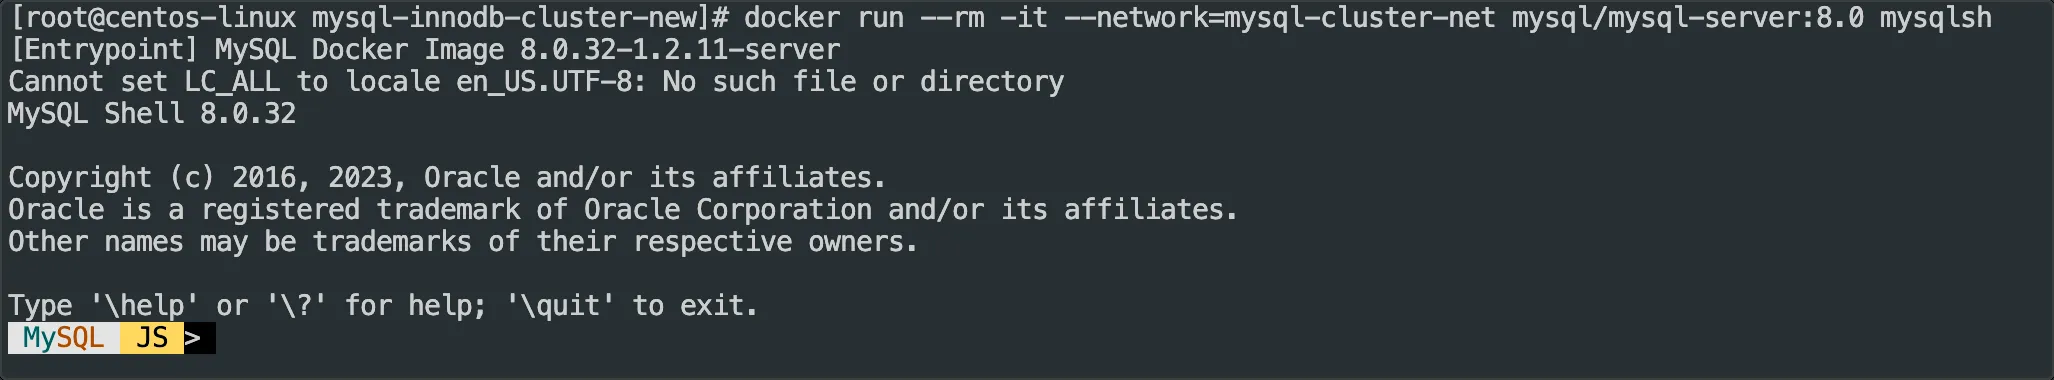 [root@centos-linux mysql-innodb-cluster-new]# docker run --rm -it --network=mysql-cluster-net mysql/mysql-server:8.0 mysqlsh
[Entrypoint] MySQL Docker Image 8.0.32-1.2.11-server
Cannot set LC_ALL to locale en_US.UTF-8: No such file or directory
MySQL Shell 8.0.32
Copyright (c) 2016, 2023, Oracle and/or its affiliates.
Oracle is a registered trademark of Oracle Corporation and/or its affiliates.
Other names may be trademarks of their respective owners.
Type '\help' or '\?' for help; '\quit' to exit.
MySQL JS >